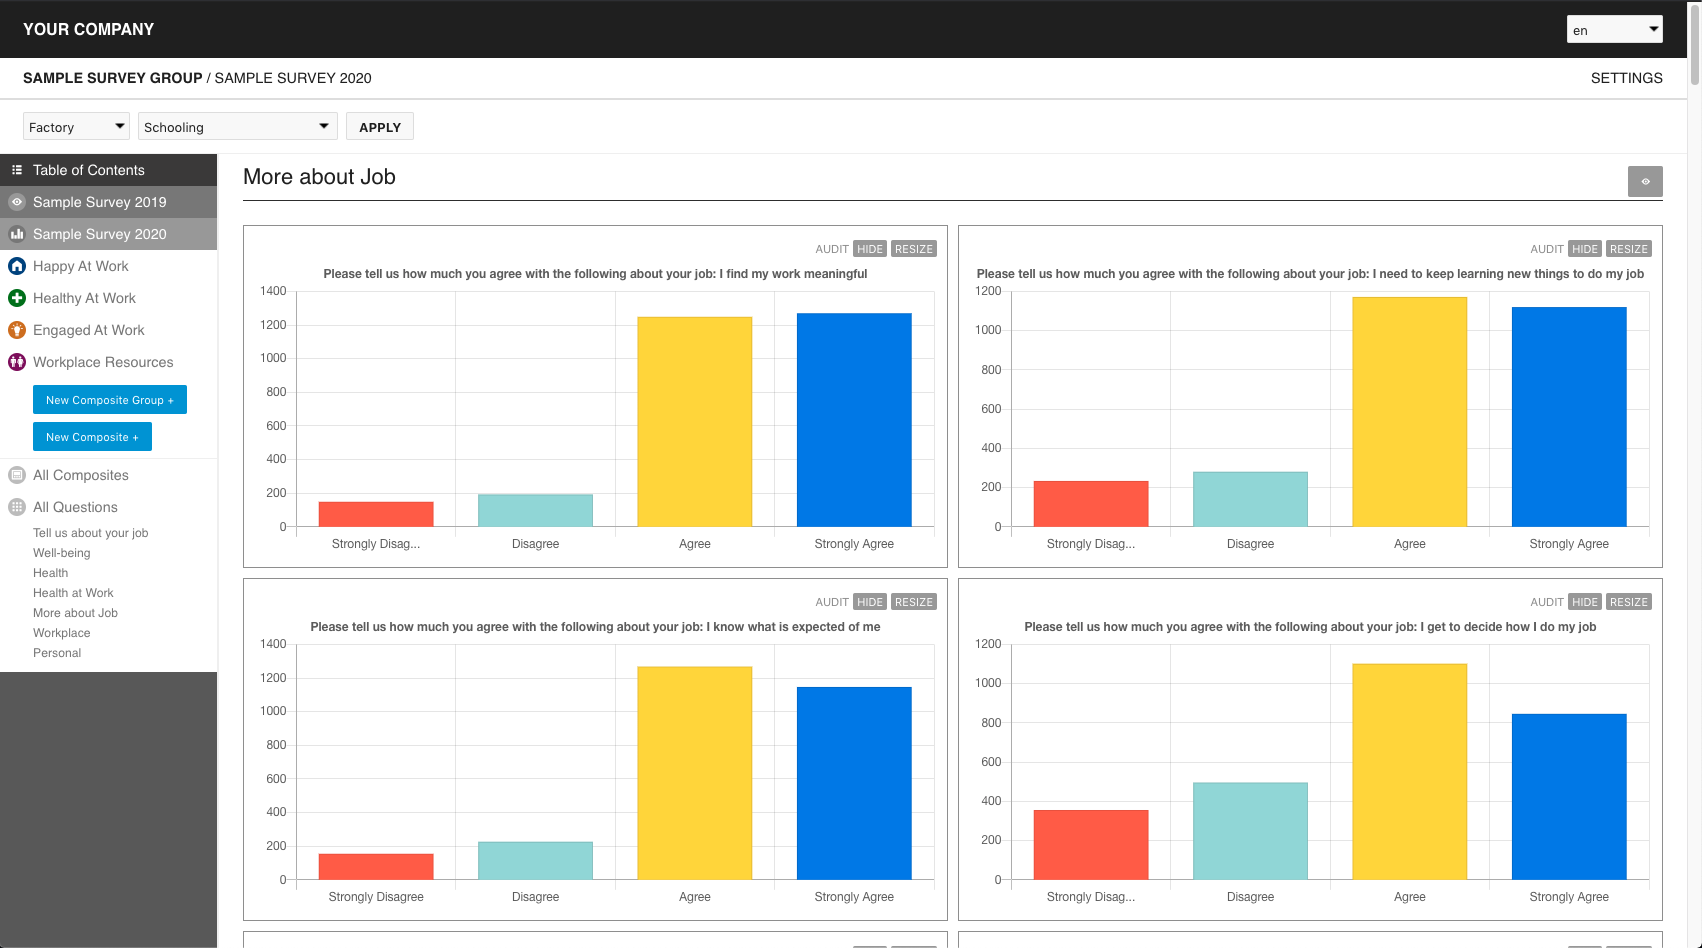 YOUR COMPANY
en
SAMPLE SURVEY GROUP / SAMPLE SURVEY 2020
SETTINGS
Factory
Schooling
APPLY
Table of Contents
Sample Survey 2019
Sample Survey 2020
Happy At Work
Healthy At Work
Engaged At Work
Workplace Resources
New Composite Group +
New Composite +
All Composites
All Questions
Tell us about your job
Well-being
Health
Health at Work
More about Job
Workplace
Personal
More about Job
AUDIT HIDE RESIZE
Please tell us how much you agree with the following about your job: I find my work meaningful
1400
1200
1000
800
600
400
200
0
Strongly Disag... Disagree Agree Strongly Agree
AUDIT HIDE RESIZE
Please tell us how much you agree with the following about your job: I need to keep learning new things to do my job
1200
1000
800
600
400
200
0
Strongly Disag... Disagree Agree Strongly Agree
AUDIT HIDE RESIZE
Please tell us how much you agree with the following about your job: I know what is expected of me
1400
1200
1000
800
600
400
200
0
Strongly Disagree Disagree Agree Strongly Agree
AUDIT HIDE RESIZE
Please tell us how much you agree with the following about your job: I get to decide how I do my job
1200
1000
800
600
400
200
0
Strongly Disag... Disagree Agree Strongly Agree